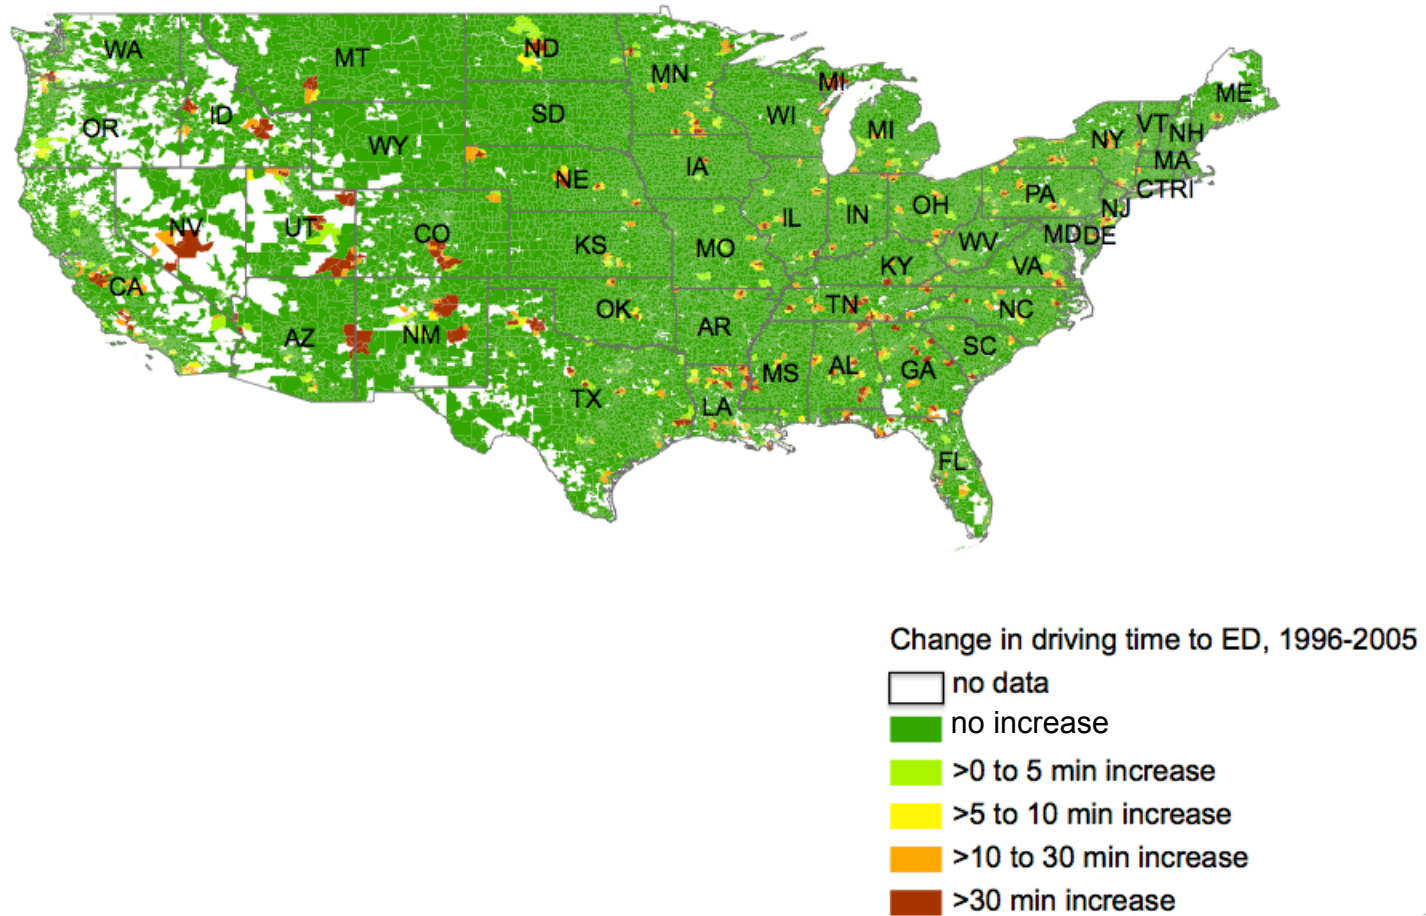 WA
MT
ND
MN
MI
ME
OR
ID
SD
WI
MI
NY
VT
NH
WY
IA
MA
NE
PA
CTRI
NV
UT
CO
IL
IN
OH
NJ
KS
MO
WV
MD
DE
CA
KY
VA
OK
TN
NC
AZ
NM
AR
SC
MS
AL
GA
TX
LA
FL
Change in driving time to ED, 1996-2005
no data
no increase
>0 to 5 min increase
>5 to 10 min increase
>10 to 30 min increase
>30 min increase